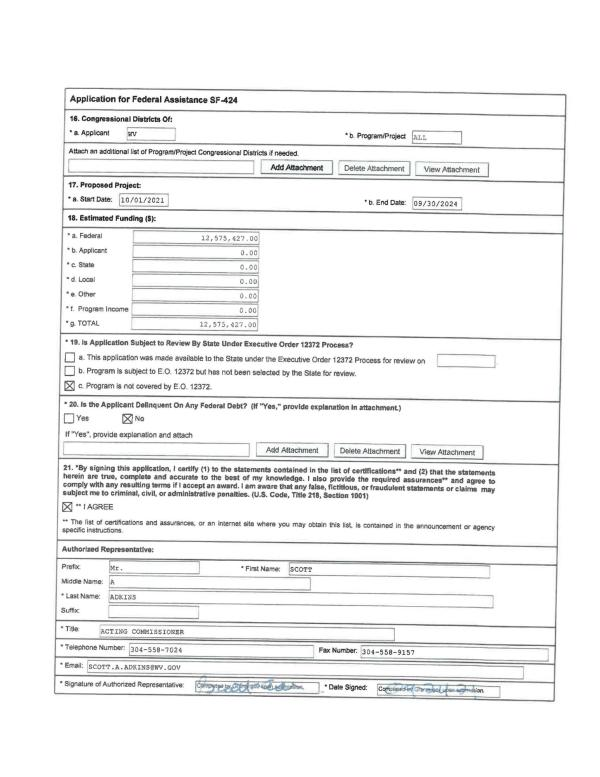 Application for Federal Assistance SF-424
16. Congressional Districts Of:
* a. Applicant WV * b. Program/Project ALL
Attach an additional list of Program/Project Congressional Districts if needed.
Add Attachment Delete Attachment View Attachment
17. Proposed Project:
* a. Start Date: 10/01/2021 * b. End Date: 09/30/2024
18. Estimated Funding ($):
* a. Federal 12,575,427.00
* b. Applicant 0.00
* c. State 0.00
* d. Local 0.00
* e. Other 0.00
* f. Program Income 0.00
* g. TOTAL 12,575,427.00
* 19. Is Application Subject to Review By State Under Executive Order 12372 Process?
a. This application was made available to the State under the Executive Order 12372 Process for review on
b. Program is subject to E.O. 12372 but has not been selected by the State for review.
c. Program is not covered by E.O. 12372.
* 20. Is the Applicant Delinquent On Any Federal Debt? (If "Yes," provide explanation in attachment.)
Yes No
If "Yes", provide explanation and attach
Add Attachment Delete Attachment View Attachment
21. *By signing this application, I certify (1) to the statements contained in the list of certifications** and (2) that the statements
herein are true, complete and accurate to the best of my knowledge. I also provide the required assurances** and agree to
comply with any resulting terms if I accept an award. I am aware that any false, fictitious, or fraudulent statements or claims may
subject me to criminal, civil, or administrative penalties. (U.S. Code, Title 218, Section 1001)
** I AGREE
** The list of certifications and assurances, or an internet site where you may obtain this list, is contained in the announcement or agency
specific instructions.
Authorized Representative:
Prefix: Mr. * First Name: SCOTT
Middle Name: A
* Last Name: ADKINS
Suffix:
* Title: ACTING COMMISSIONER
* Telephone Number: 304-558-7024 Fax Number: 304-558-9157
* Email: SCOTT.A.ADKINS@WV.GOV
* Signature of Authorized Representative: Completed by * Date Signed: Completed by upon submission.